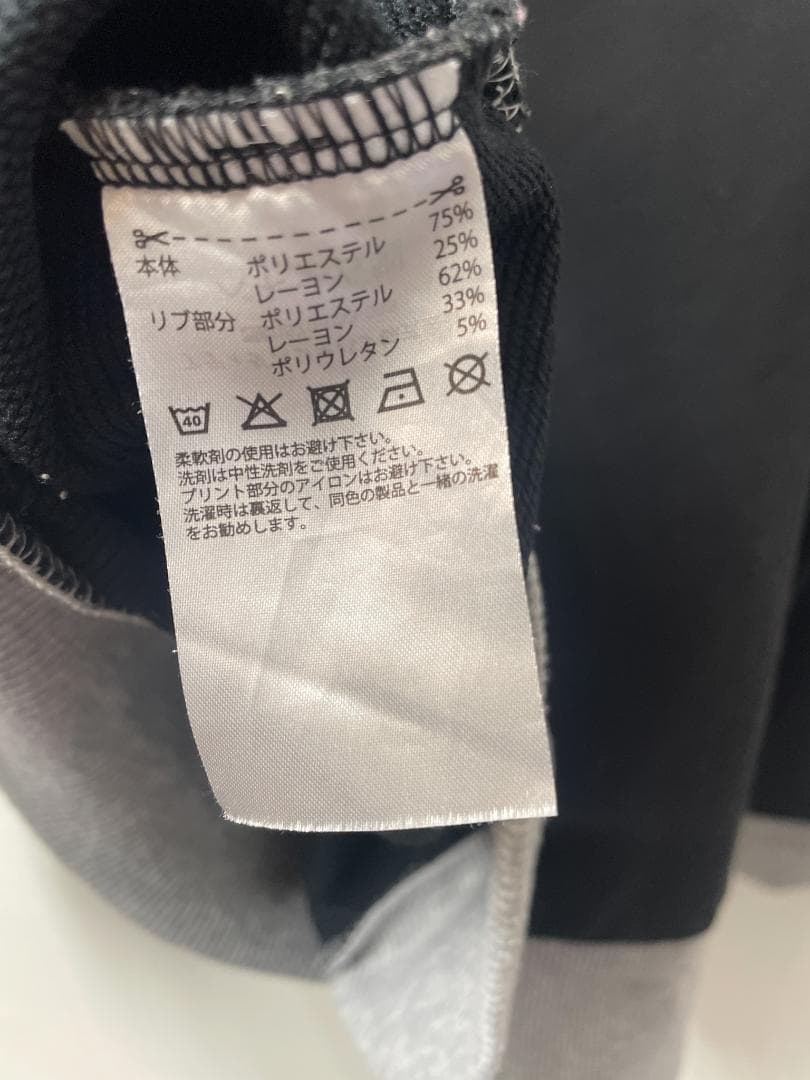 本体 ポリエステル 75%
レーヨン 25%
リブ部分 ポリエステル 62%
レーヨン 33%
ポリウレタン 5%
40
柔軟剤の使用はお避け下さい。
洗剤は中性洗剤をご使用ください。
プリント部分のアイロンはお避け下さい。
洗濯時は裏返して、同色の製品と一緒の洗濯
をお勧めします。